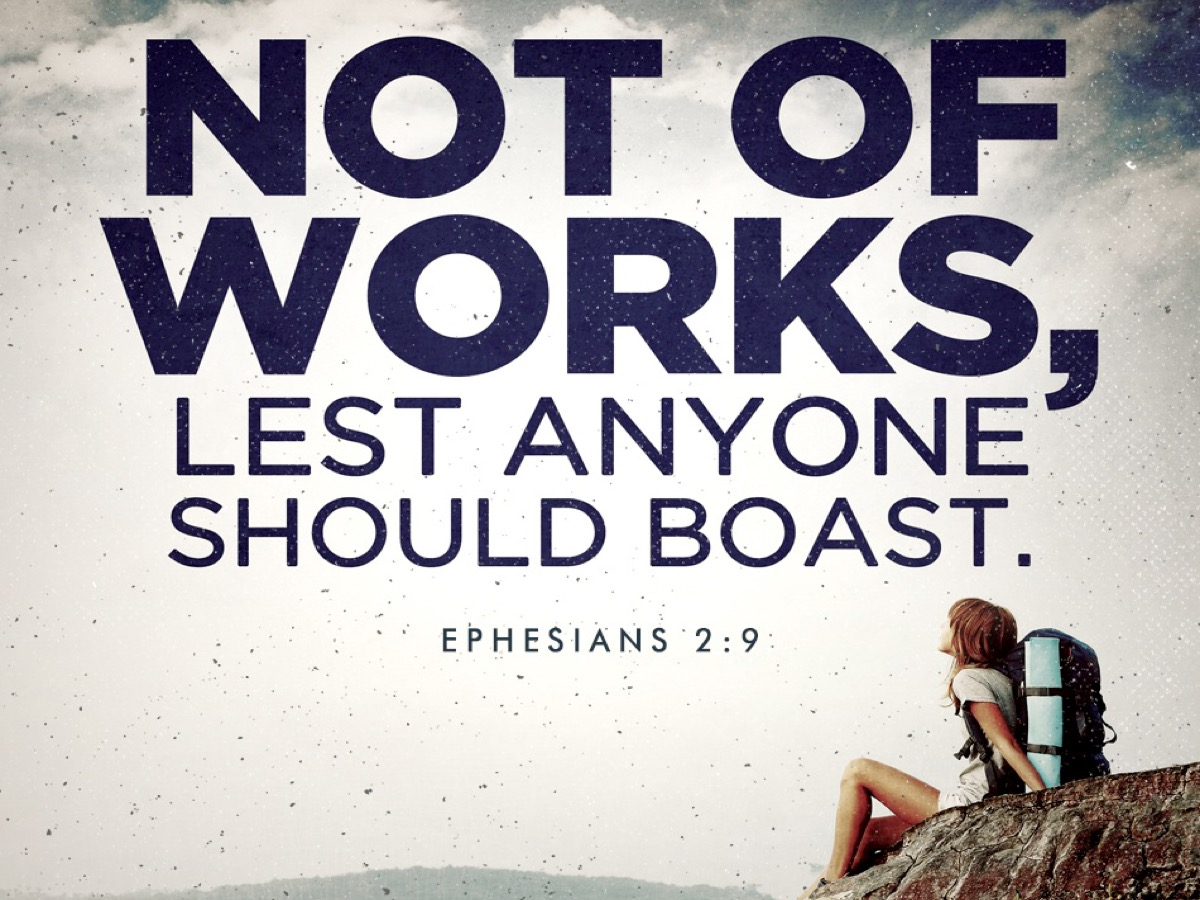 NOT OF
WORKS,
LEST ANYONE
SHOULD BOAST.
EPHESIANS 2:9